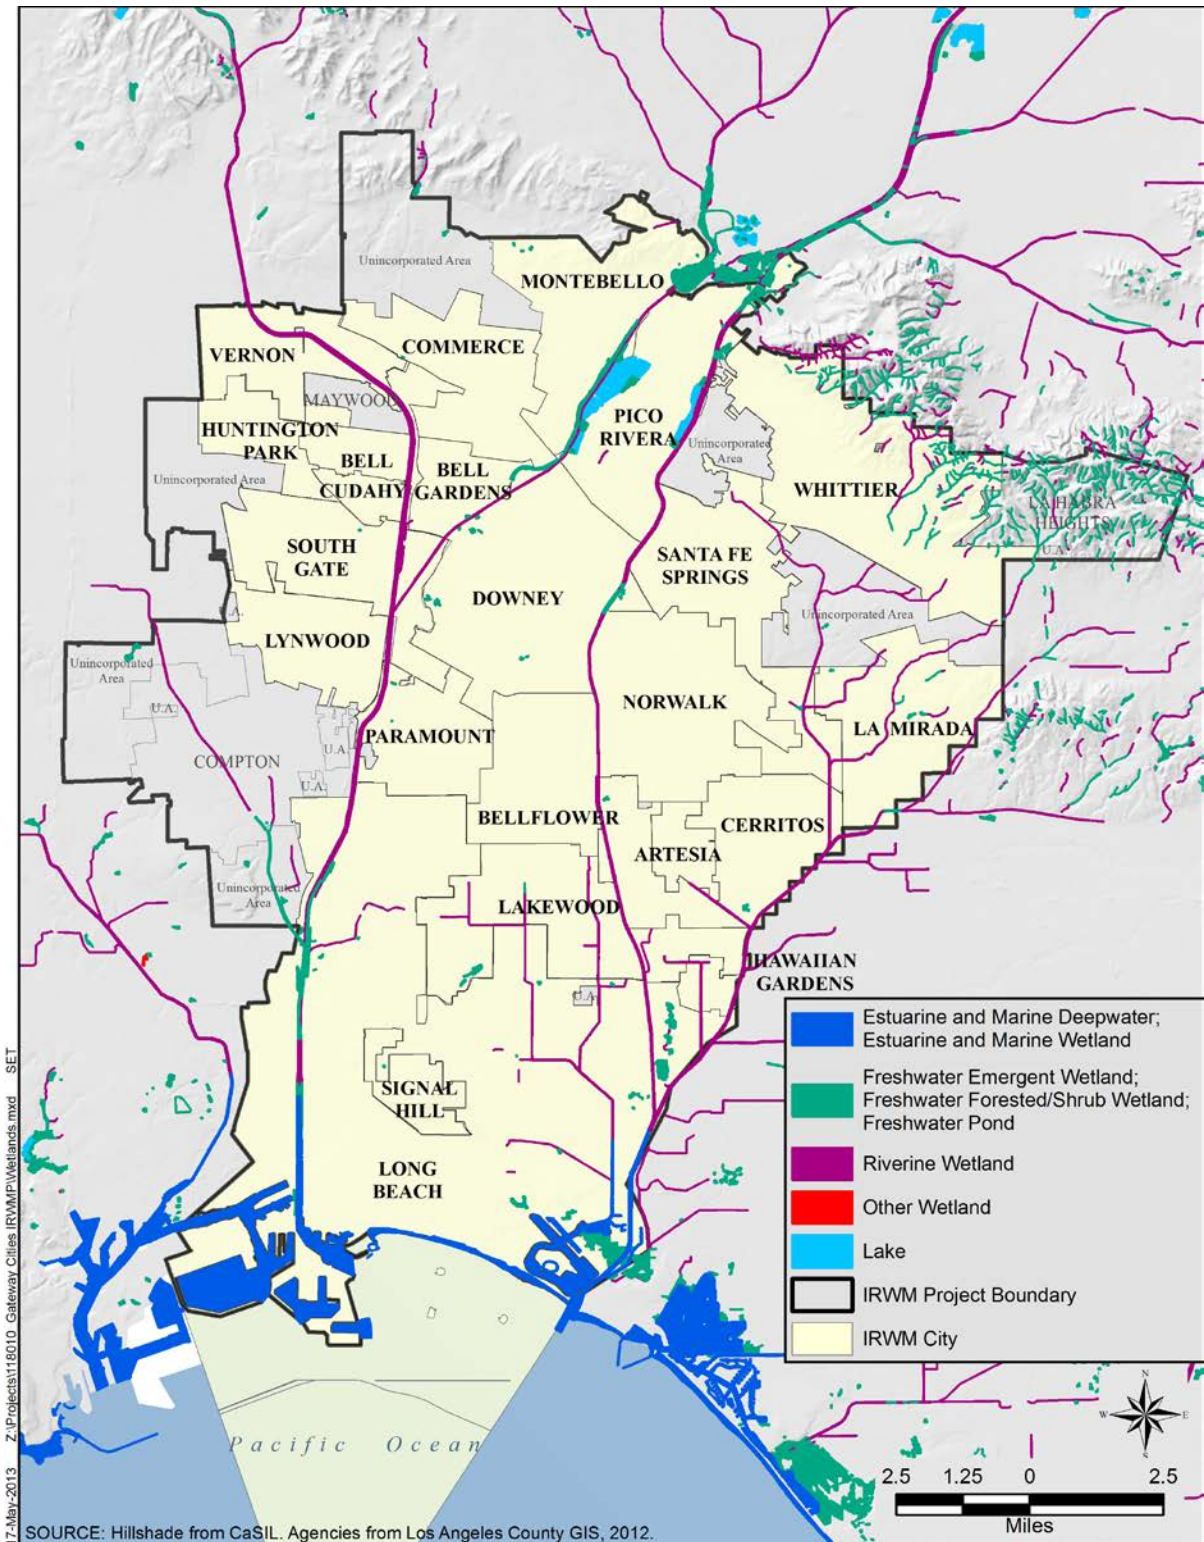 Unincorporated Area
MONTEBELLO
COMMERCE
VERNON
MAYWOOD
PICO
RIVERA
HUNTINGTON
PARK
Unincorporated
Area
BELL
BELL
GARDENS
CUDAHY
Unincorporated Area
WHITTIER
LA HABRA
HEIGHTS
U.A.
SOUTH
GATE
SANTA FE
SPRINGS
DOWNEY
U.A.
Unincorporated Area
LYNWOOD
Unincorporated
Area
NORWALK
U.A.
LA MIRADA
PARAMOUNT
U.A.
COMPTON
U.A.
BELLFLOWER
CERRITOS
ARTESIA
Unincorporated
Area
LAKEWOOD
HAWAIIAN
GARDENS
U.A.
SIGNAL
HILL
LONG
BEACH
Estuarine and Marine Deepwater;
Estuarine and Marine Wetland
Freshwater Emergent Wetland;
Freshwater Forested/Shrub Wetland;
Freshwater Pond
Riverine Wetland
Other Wetland
Lake
IRWM Project Boundary
IRWM City
N
W E
S
Pacific Ocean
2.5 1.25 0 2.5
Miles
SOURCE: Hillshade from CaSIL. Agencies from Los Angeles County GIS, 2012.
17-May-2013 Z:\Projects\118010_Gateway Cities IRWMP\Wetlands.mxd SET